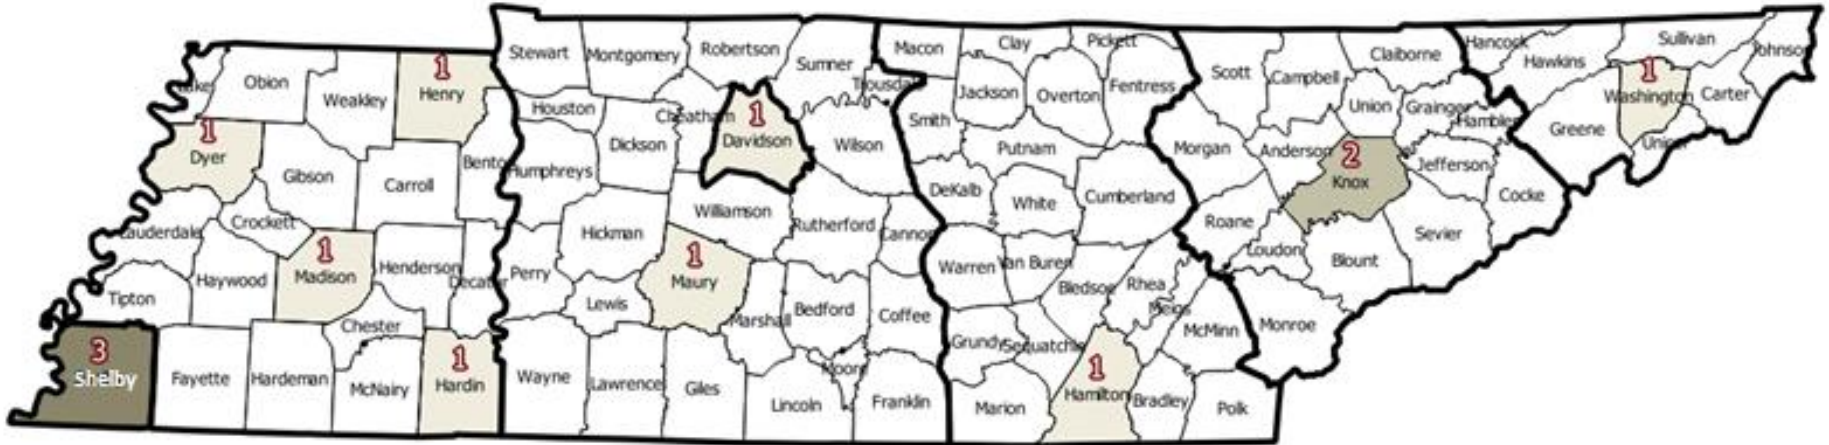 Lake
Obion
Weakley
1
Henry
1
Dyer
Gibson
Carroll
Bento
Lauderdale
Crockett
Haywood
1
Madison
Henderson
Decatur
Tipton
Chester
3
Shelby
Fayette
Hardeman
McNairy
1
Hardin
Stewart
Montgomery
Robertson
Sumner
Trousdal
Houston
Dickson
Cheatham
1
Davidson
Wilson
Humphreys
Williamson
Hickman
Rutherford
Cannon
Perry
Lewis
1
Maury
Marshall
Bedford
Coffee
Wayne
Lawrence
Giles
Lincoln
Moore
Franklin
Macon
Clay
Pickett
Jackson
Overton
Fentress
Smith
Putnam
DeKalb
White
Cumberland
Warren
Van Buren
Bledsoe
Rhea
Meigs
McMinn
Grundy
Sequatchie
1
Hamilton
Marion
Bradley
Polk
Scott
Campbell
Claiborne
Union
Grainger
Hamblen
Morgan
Anderson
2
Knox
Jefferson
Cocke
Roane
Loudon
Blount
Sevier
Monroe
Hancock
Hawkins
Sullivan
Johnson
1
Washington
Carter
Greene
Unicoi